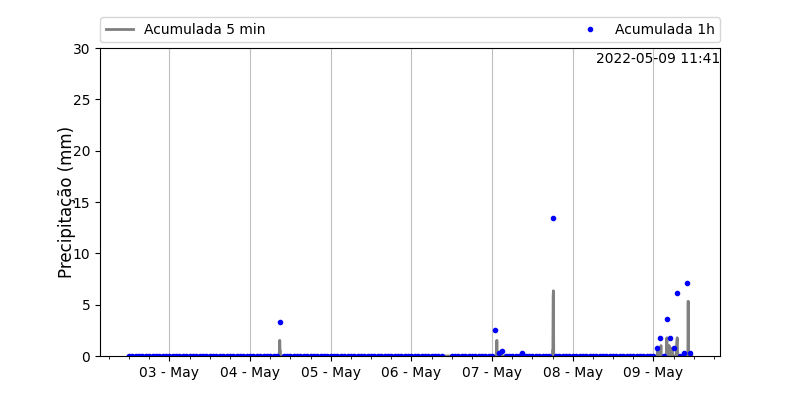 Acumulada 5 min
Acumulada 1h
2022-05-09 11:41
Precipitação (mm)
30
25
20
15
10
5
0
03 - May
04 - May
05 - May
06 - May
07 - May
08 - May
09 - May